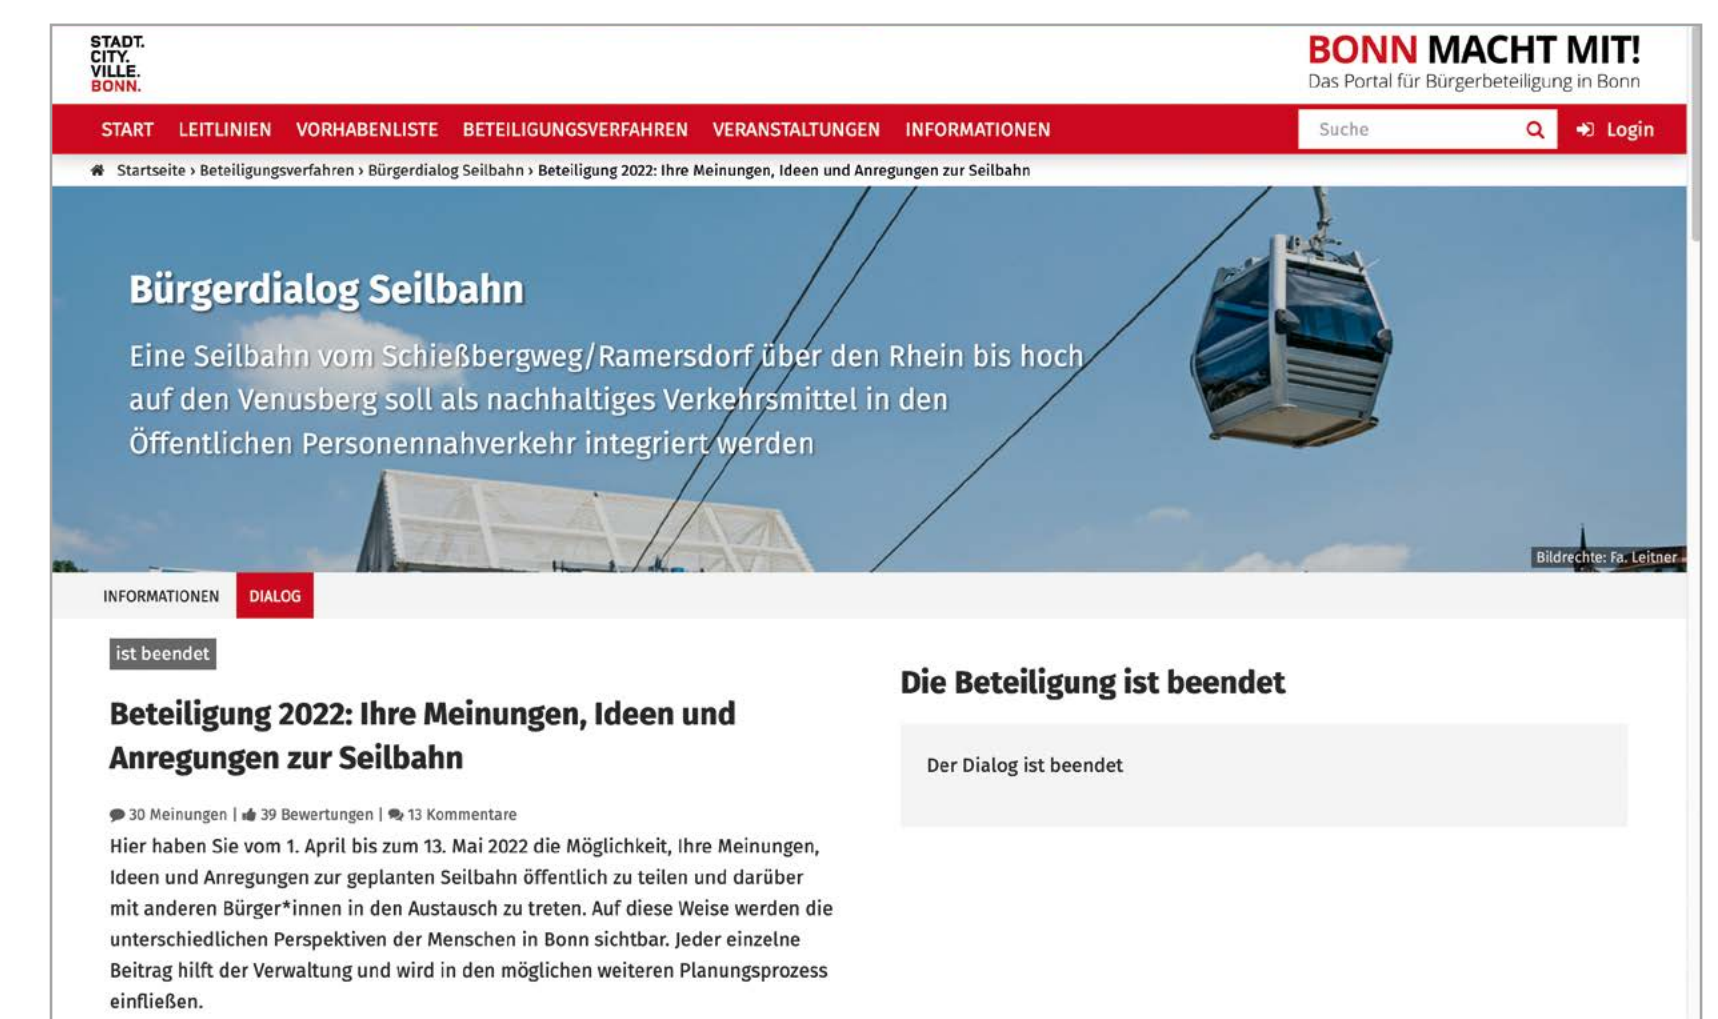 STADT.
CITY.
VILLE.
BONN.
BONN MACHT MIT!
Das Portal für Bürgerbeteiligung in Bonn
START LEITLINIEN VORHABENLISTE BETEILIGUNGSVERFAHREN VERANSTALTUNGEN INFORMATIONEN Suche Login
Startseite › Beteiligungsverfahren › Bürgerdialog Seilbahn › Beteiligung 2022: Ihre Meinungen, Ideen und Anregungen zur Seilbahn
Bürgerdialog Seilbahn
Eine Seilbahn vom Schießbergweg/Ramersdorf über den Rhein bis hoch
auf den Venusberg soll als nachhaltiges Verkehrsmittel in den
Öffentlichen Personennahverkehr integriert werden
Bildrechte: Fa. Leitner
INFORMATIONEN DIALOG
ist beendet
Beteiligung 2022: Ihre Meinungen, Ideen und
Anregungen zur Seilbahn
30 Meinungen | 39 Bewertungen | 13 Kommentare
Hier haben Sie vom 1. April bis zum 13. Mai 2022 die Möglichkeit, Ihre Meinungen,
Ideen und Anregungen zur geplanten Seilbahn öffentlich zu teilen und darüber
mit anderen Bürger*innen in den Austausch zu treten. Auf diese Weise werden die
unterschiedlichen Perspektiven der Menschen in Bonn sichtbar. Jeder einzelne
Beitrag hilft der Verwaltung und wird in den möglichen weiteren Planungsprozess
einfließen.
Die Beteiligung ist beendet
Der Dialog ist beendet